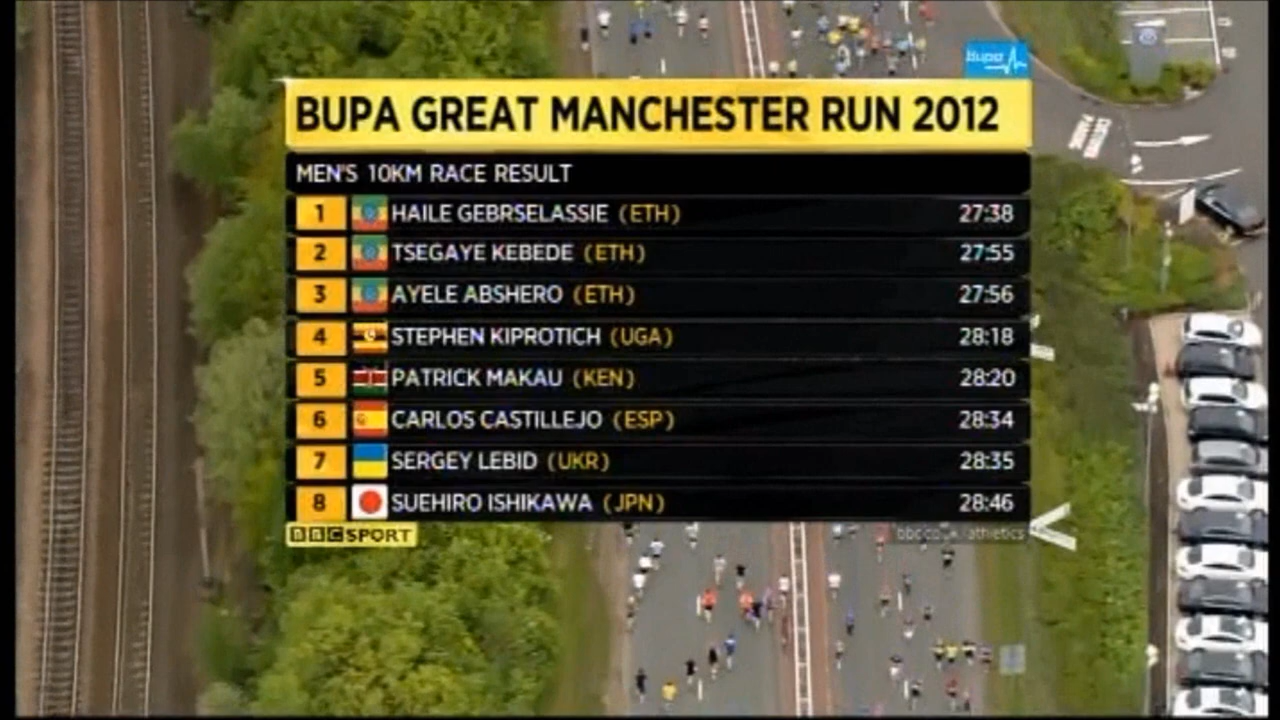 Bupa
BUPA GREAT MANCHESTER RUN 2012
MEN'S 10KM RACE RESULT
1 HAILE GEBRSELASSIE (ETH) 27:38
2 TSEGAYE KEBEDE (ETH) 27:55
3 AYELE ABSHERO (ETH) 27:56
4 STEPHEN KIPROTICH (UGA) 28:18
5 PATRICK MAKAU (KEN) 28:20
6 CARLOS CASTILLEJO (ESP) 28:34
7 SERGEY LEBID (UKR) 28:35
8 SUEHIRO ISHIKAWA (JPN) 28:46
BBC SPORT bbc.co.uk/athletics